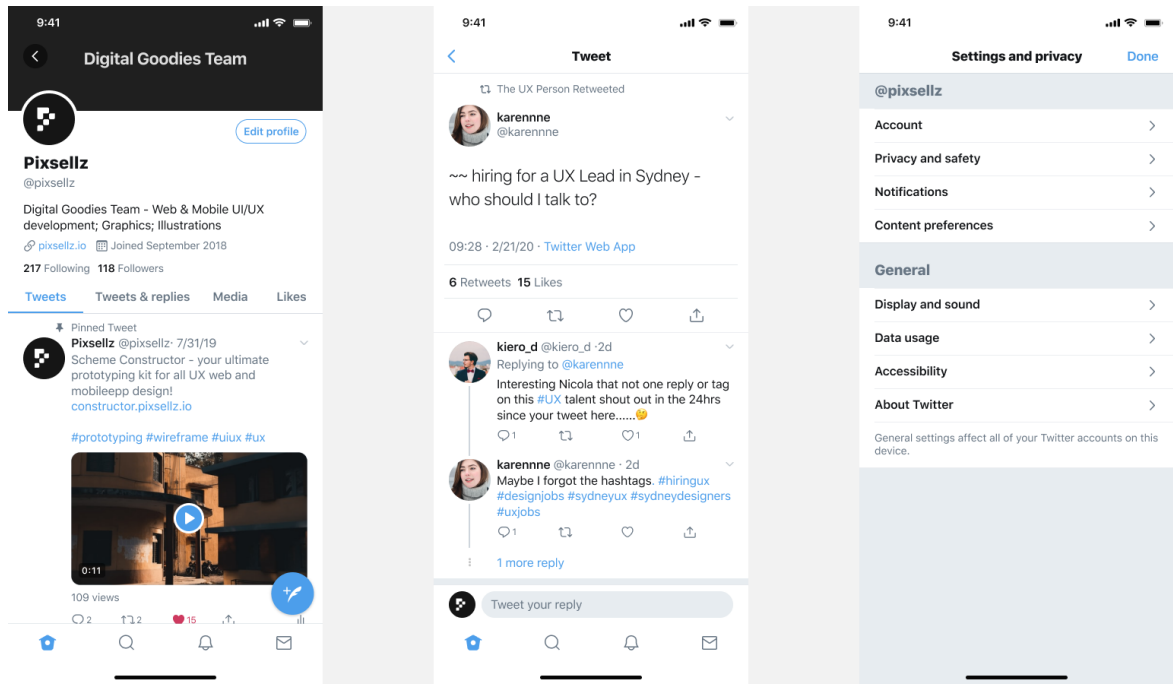 9:41
Digital Goodies Team
Edit profile
Pixsellz
@pixsellz
Digital Goodies Team - Web & Mobile UI/UX
development; Graphics; Illustrations
pixsellz.io Joined September 2018
217 Following 118 Followers
Tweets Tweets & replies Media Likes
Pinned Tweet
Pixsellz @pixsellz· 7/31/19
Scheme Constructor - your ultimate
prototyping kit for all UX web and
mobileepp design!
constructor.pixsellz.io
#prototyping #wireframe #uiux #ux
0:11
109 views
2 2 15
9:41
Tweet
The UX Person Retweeted
karennne
@karennne
~~ hiring for a UX Lead in Sydney -
who should I talk to?
09:28 · 2/21/20 · Twitter Web App
6 Retweets 15 Likes
kiero_d @kiero_d ·2d
Replying to @karennne
Interesting Nicola that not one reply or tag
on this #UX talent shout out in the 24hrs
since your tweet here......🤔
1 1
karennne @karennne · 2d
Maybe I forgot the hashtags. #hiringux
#designjobs #sydneyux #sydneydesigners
#uxjobs
1
1 more reply
Tweet your reply
9:41
Settings and privacy Done
@pixsellz
Account
Privacy and safety
Notifications
Content preferences
General
Display and sound
Data usage
Accessibility
About Twitter
General settings affect all of your Twitter accounts on this
device.